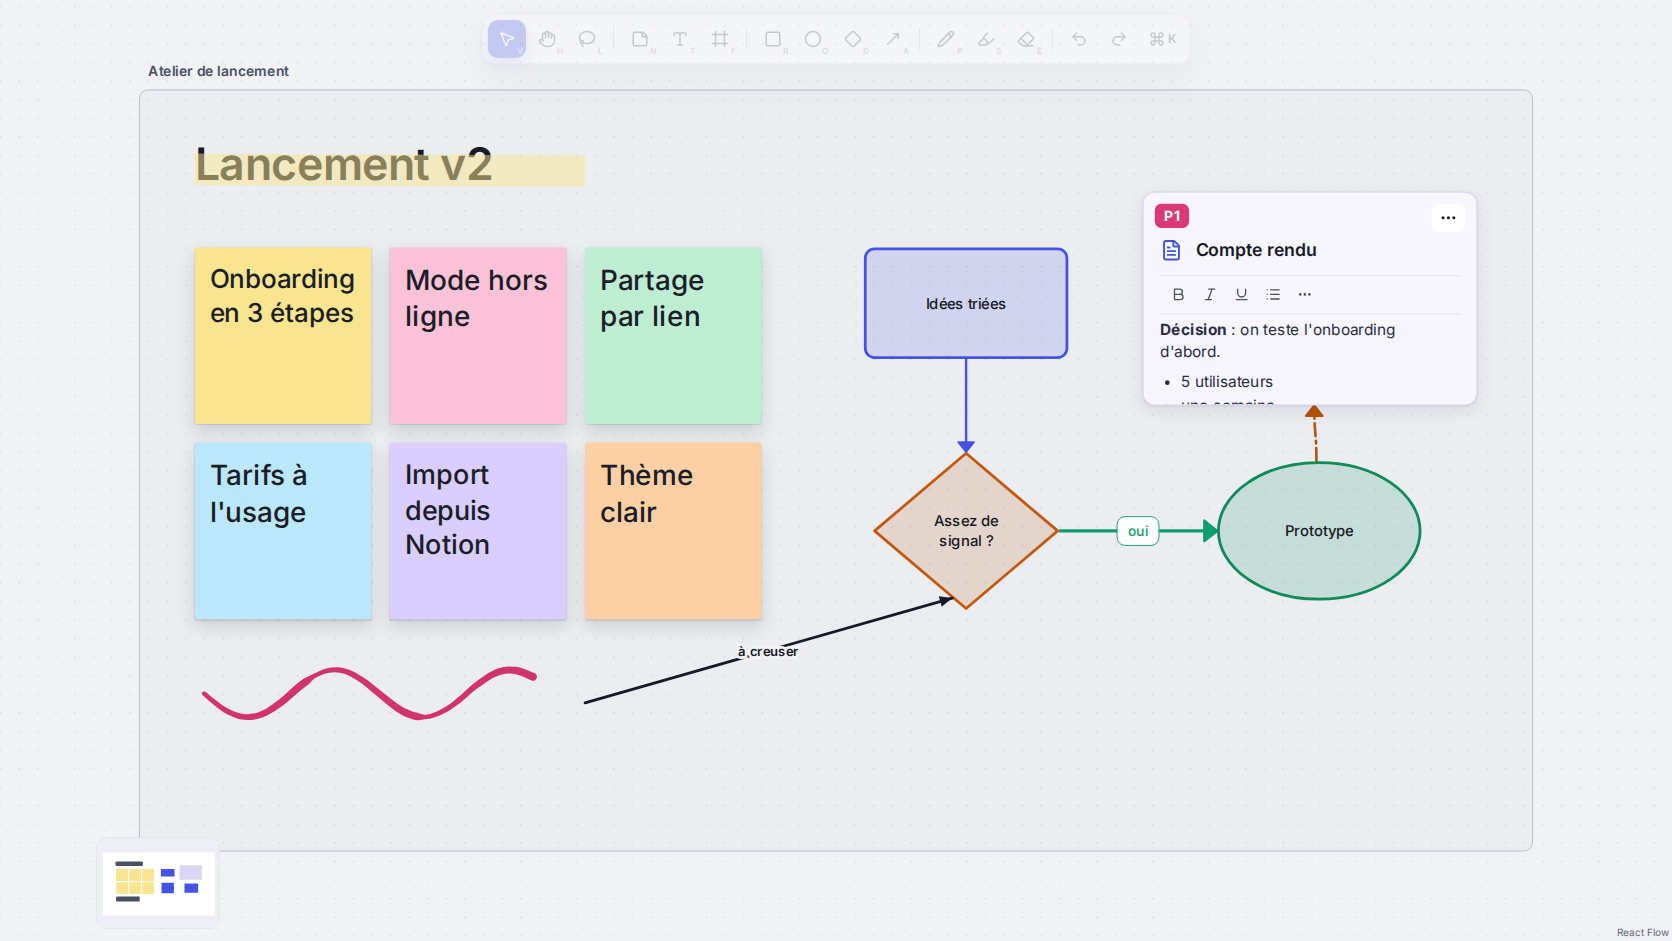 V H L N T F R O D A P S E ⌘ K
Atelier de lancement
Lancement v2
Onboarding
en 3 étapes
Mode hors
ligne
Partage
par lien
Tarifs à
l'usage
Import
depuis
Notion
Thème
clair
à creuser
Idées triées
Assez de
signal ?
oui
Prototype
P1
Compte rendu
Décision : on teste l'onboarding
d'abord.
• 5 utilisateurs
React Flow